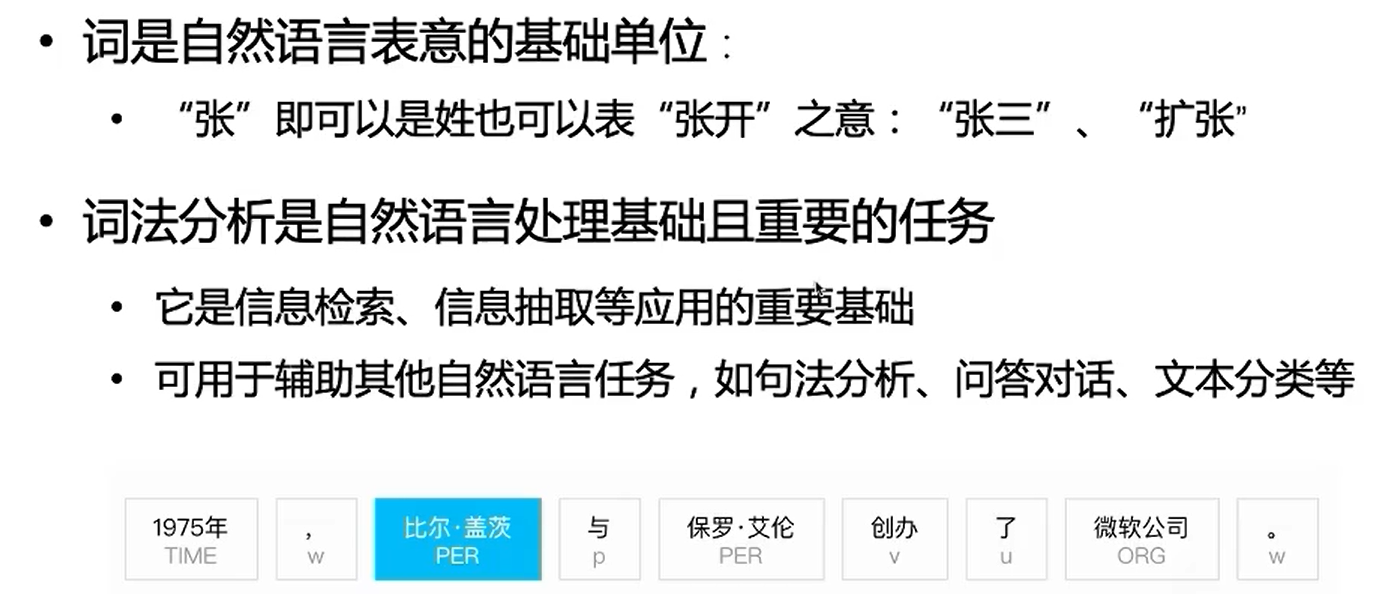 • 词是自然语言表意的基础单位：
• “张”即可以是姓也可以表“张开”之意：“张三”、“扩张”
• 词法分析是自然语言处理基础且重要的任务
• 它是信息检索、信息抽取等应用的重要基础
• 可用于辅助其他自然语言任务，如句法分析、问答对话、文本分类等
1975年 ， 比尔·盖茨 与 保罗·艾伦 创办 了 微软公司 。
TIME w PER p PER v u ORG w